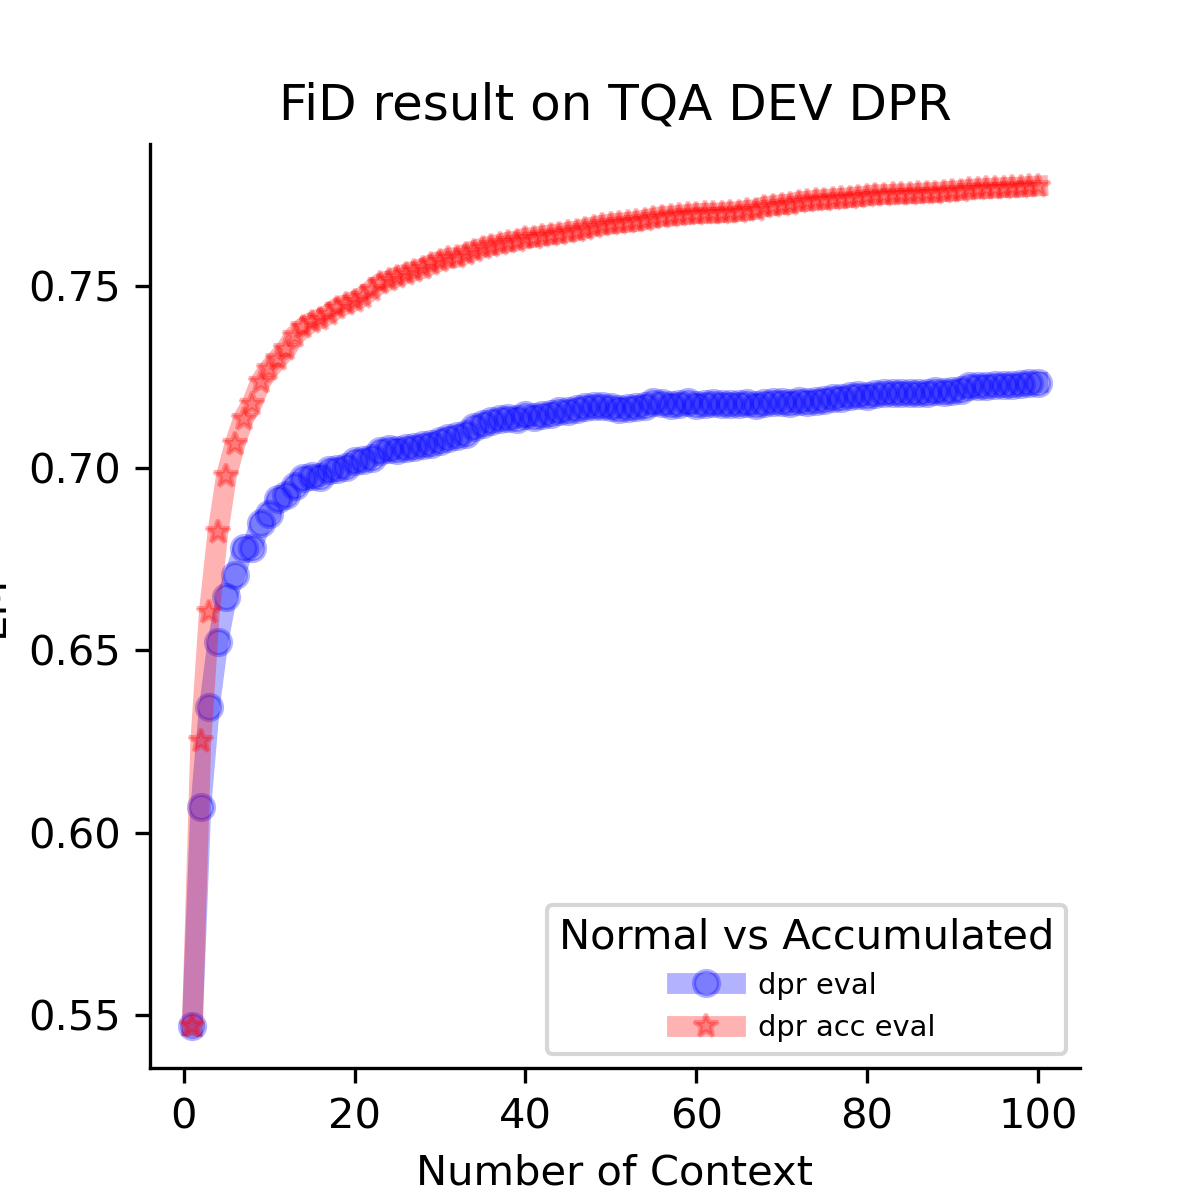 FiD result on TQA DEV DPR
0.75
0.70
0.65
0.60
0.55
Normal vs Accumulated
dpr eval
dpr acc eval
0 20 40 60 80 100
Number of Context